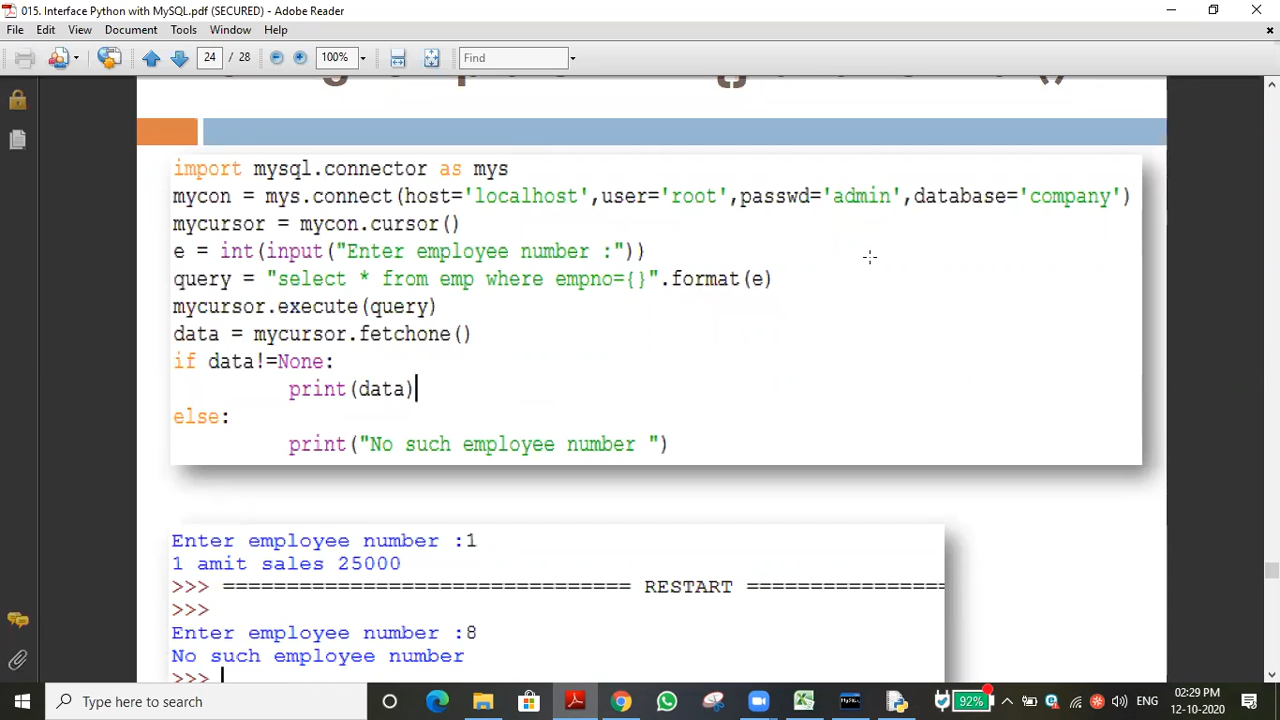 015. Interface Python with MySQL.pdf (SECURED) - Adobe Reader
File Edit View Document Tools Window Help
24 / 28 100% Find
import mysql.connector as mys
mycon = mys.connect(host='localhost',user='root',passwd='admin',database='company')
mycursor = mycon.cursor()
e = int(input("Enter employee number :"))
query = "select * from emp where empno={}".format(e)
mycursor.execute(query)
data = mycursor.fetchone()
if data!=None:
print(data)
else:
print("No such employee number ")
Enter employee number :1
1 amit sales 25000
>>> ================================ RESTART ================
>>>
Enter employee number :8
No such employee number
>>>
Type here to search
92%
ENG
02:29 PM
12-10-2020